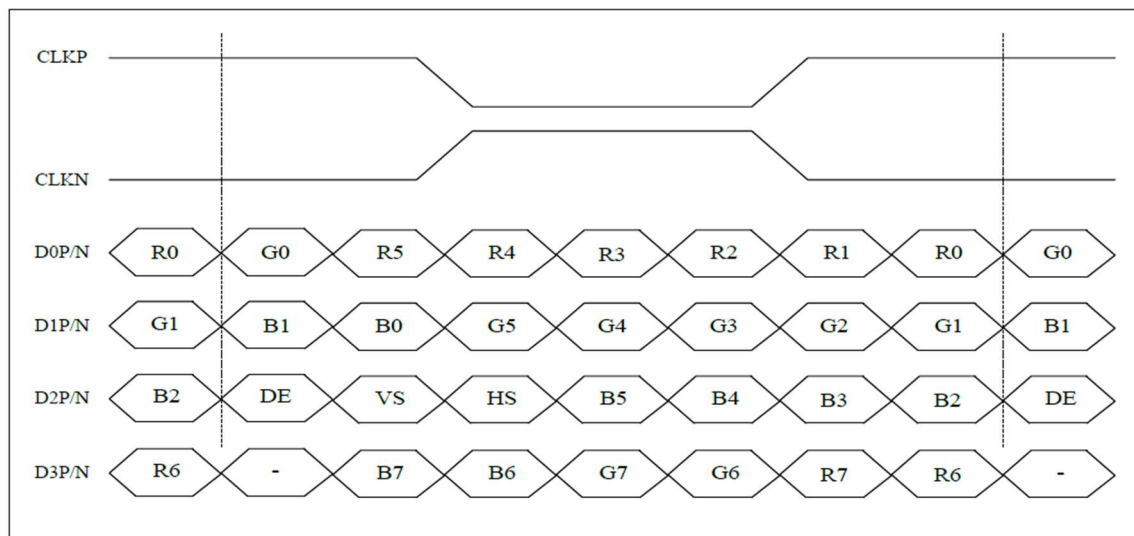 CLKP
CLKN
D0P/N R0 G0 R5 R4 R3 R2 R1 R0 G0
D1P/N G1 B1 B0 G5 G4 G3 G2 G1 B1
D2P/N B2 DE VS HS B5 B4 B3 B2 DE
D3P/N R6 - B7 B6 G7 G6 R7 R6 -